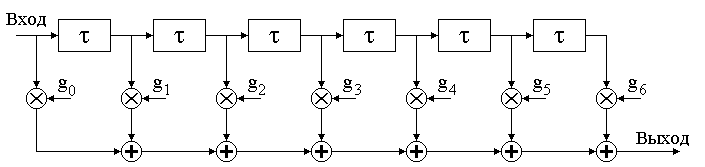 Вход
τ τ τ τ τ τ
g0 g1 g2 g3 g4 g5 g6
Выход